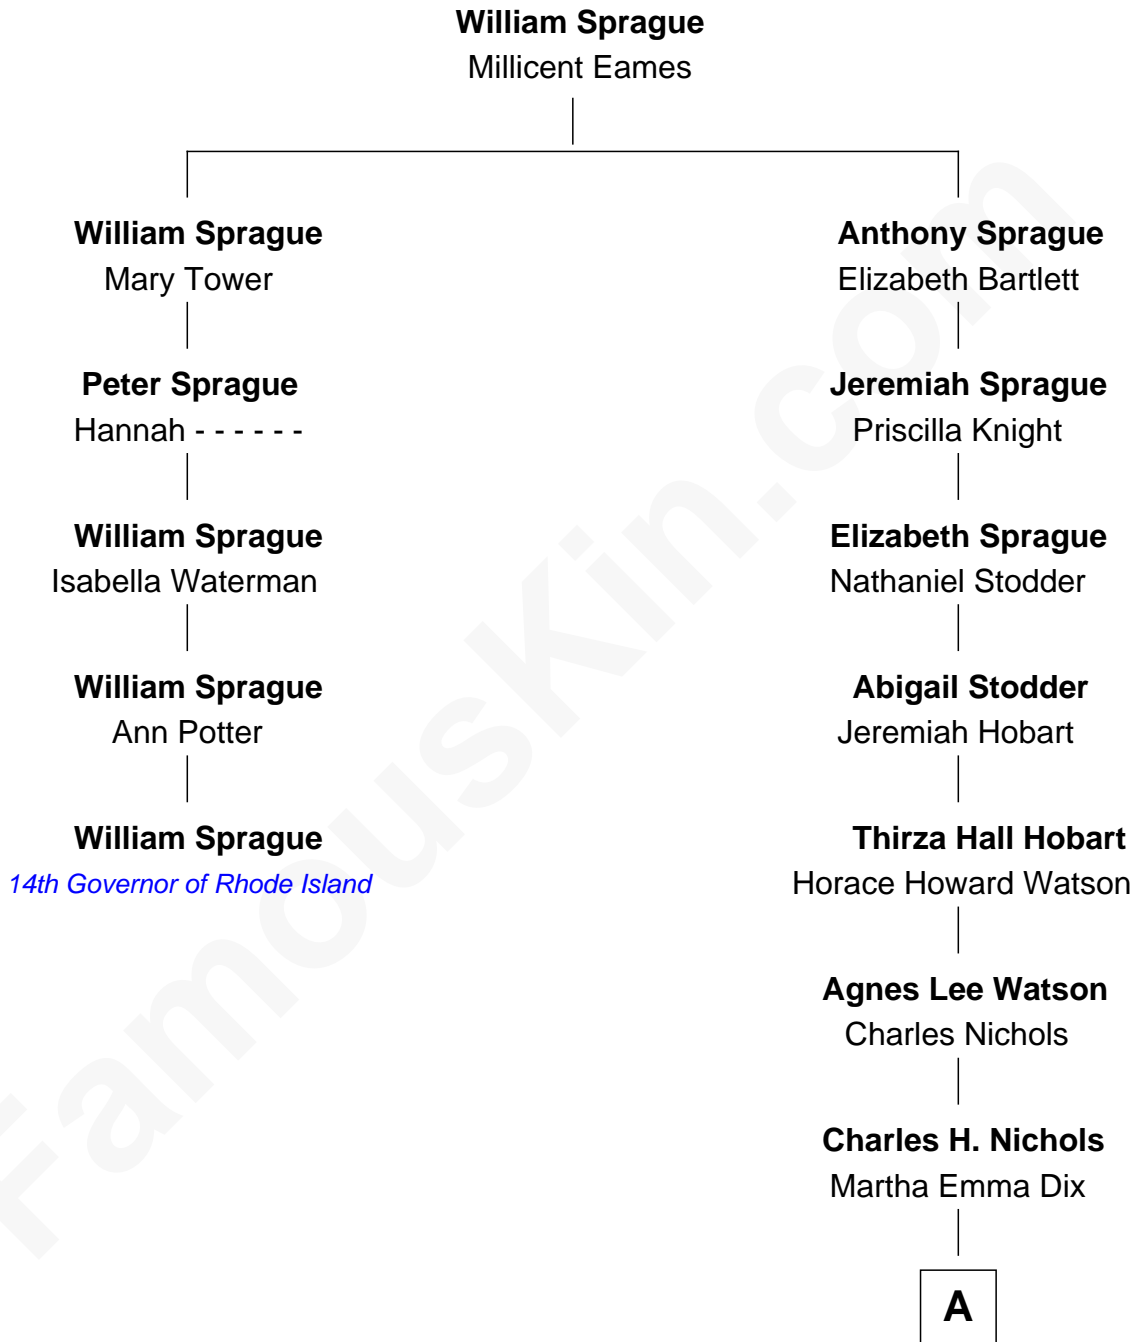 William Sprague
Millicent Eames
William Sprague
Mary Tower
Anthony Sprague
Elizabeth Bartlett
Peter Sprague
Hannah - - - - - -
Jeremiah Sprague
Priscilla Knight
William Sprague
Isabella Waterman
Elizabeth Sprague
Nathaniel Stodder
William Sprague
Ann Potter
Abigail Stodder
Jeremiah Hobart
William Sprague
14th Governor of Rhode Island
Thirza Hall Hobart
Horace Howard Watson
Agnes Lee Watson
Charles Nichols
Charles H. Nichols
Martha Emma Dix
A
FamousKin.com